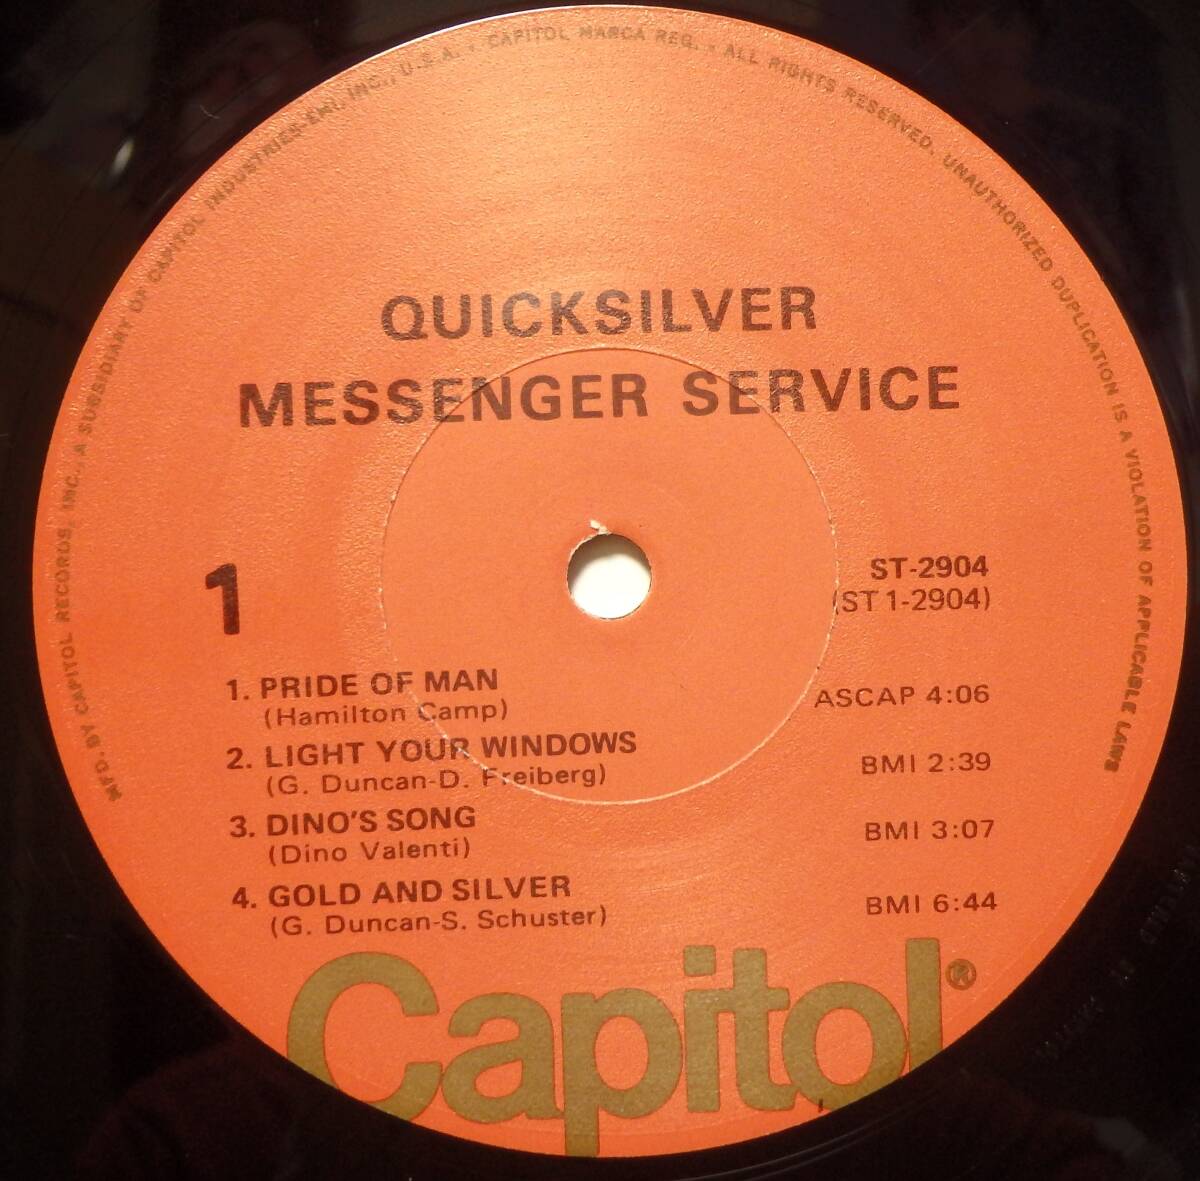 MFD. BY CAPITOL RECORDS, INC., A SUBSIDIARY OF CAPITOL INDUSTRIES-EMI, INC., U.S.A. • CAPITOL MARCA REG. • ALL RIGHTS RESERVED. UNAUTHORIZED DUPLICATION IS A VIOLATION OF APPLICABLE LAWS
QUICKSILVER
MESSENGER SERVICE
1
ST-2904
(ST 1-2904)
1. PRIDE OF MAN
(Hamilton Camp) ASCAP 4:06
2. LIGHT YOUR WINDOWS
(G. Duncan-D. Freiberg) BMI 2:39
3. DINO'S SONG
(Dino Valenti) BMI 3:07
4. GOLD AND SILVER
(G. Duncan-S. Schuster) BMI 6:44
Capitol®